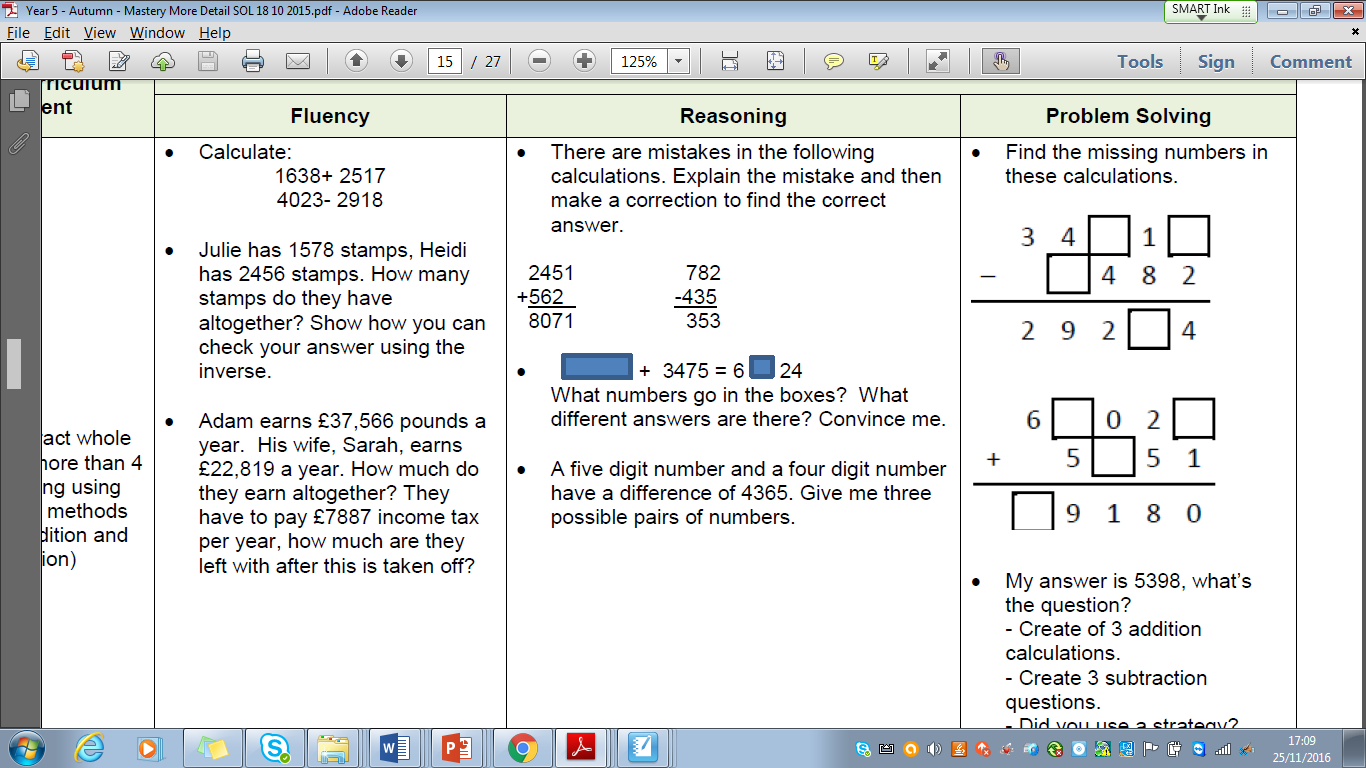 Year 5 - Autumn - Mastery More Detail SOL 18 10 2015.pdf - Adobe Reader
SMART Ink
File Edit View Window Help
15 / 27
125%
Tools Sign Comment
rriculum
ent
ract whole
nore than 4
ng using
methods
dition and
ion)
Fluency
• Calculate:
1638+ 2517
4023- 2918
• Julie has 1578 stamps, Heidi
has 2456 stamps. How many
stamps do they have
altogether? Show how you can
check your answer using the
inverse.
• Adam earns £37,566 pounds a
year. His wife, Sarah, earns
£22,819 a year. How much do
they earn altogether? They
have to pay £7887 income tax
per year, how much are they
left with after this is taken off?
Reasoning
• There are mistakes in the following
calculations. Explain the mistake and then
make a correction to find the correct
answer.
2451 782
+562 -435
8071 353
• + 3475 = 6 24
What numbers go in the boxes? What
different answers are there? Convince me.
• A five digit number and a four digit number
have a difference of 4365. Give me three
possible pairs of numbers.
Problem Solving
• Find the missing numbers in
these calculations.
3 4 1
− 4 8 2
2 9 2 4
6 0 2
+ 5 5 1
9 1 8 0
• My answer is 5398, what's
the question?
- Create of 3 addition
calculations.
- Create 3 subtraction
questions.
- Did you use a strategy?
17:09
25/11/2016